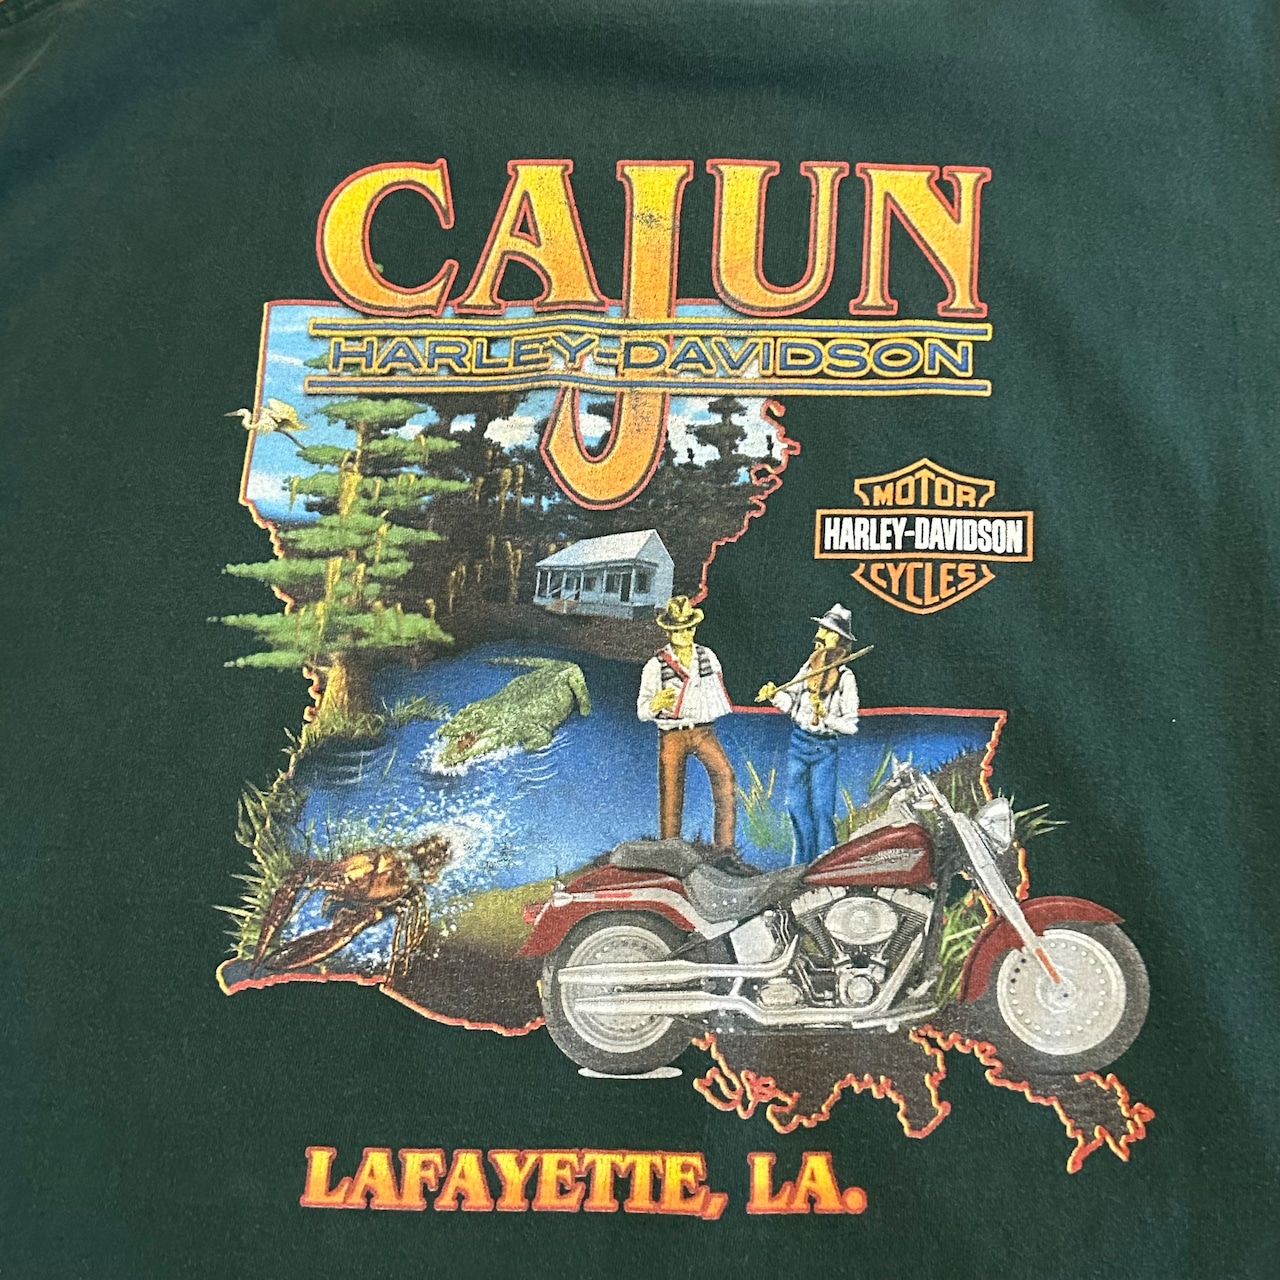 CAJUN
HARLEY-DAVIDSON
MOTOR
HARLEY-DAVIDSON
CYCLES
LAFAYETTE, LA.